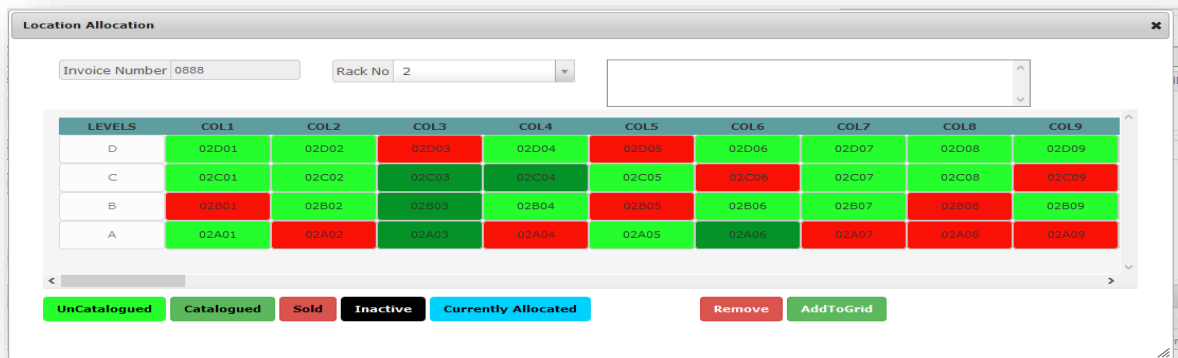 Location Allocation
Invoice Number 0888 Rack No 2
LEVELS COL1 COL2 COL3 COL4 COL5 COL6 COL7 COL8 COL9
D 02D01 02D02 02D03 02D04 02D05 02D06 02D07 02D08 02D09
C 02C01 02C02 02C03 02C04 02C05 02C06 02C07 02C08 02C09
B 02B01 02B02 02B03 02B04 02B05 02B06 02B07 02B08 02B09
A 02A01 02A02 02A03 02A04 02A05 02A06 02A07 02A08 02A09
UnCatalogued Catalogued Sold Inactive Currently Allocated Remove AddToGrid